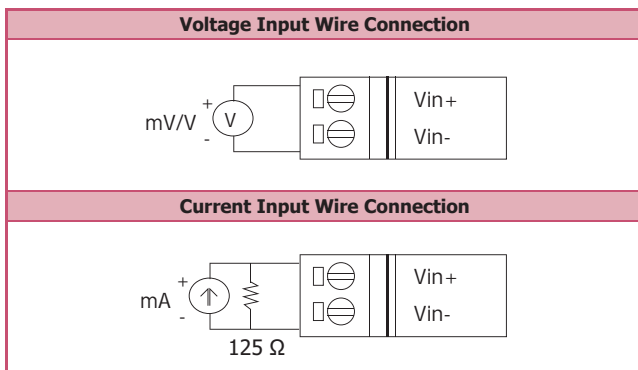 Voltage Input Wire Connection
+
mV/V
V
-
Vin+
Vin-
Current Input Wire Connection
+
mA
-
125 Ω
Vin+
Vin-